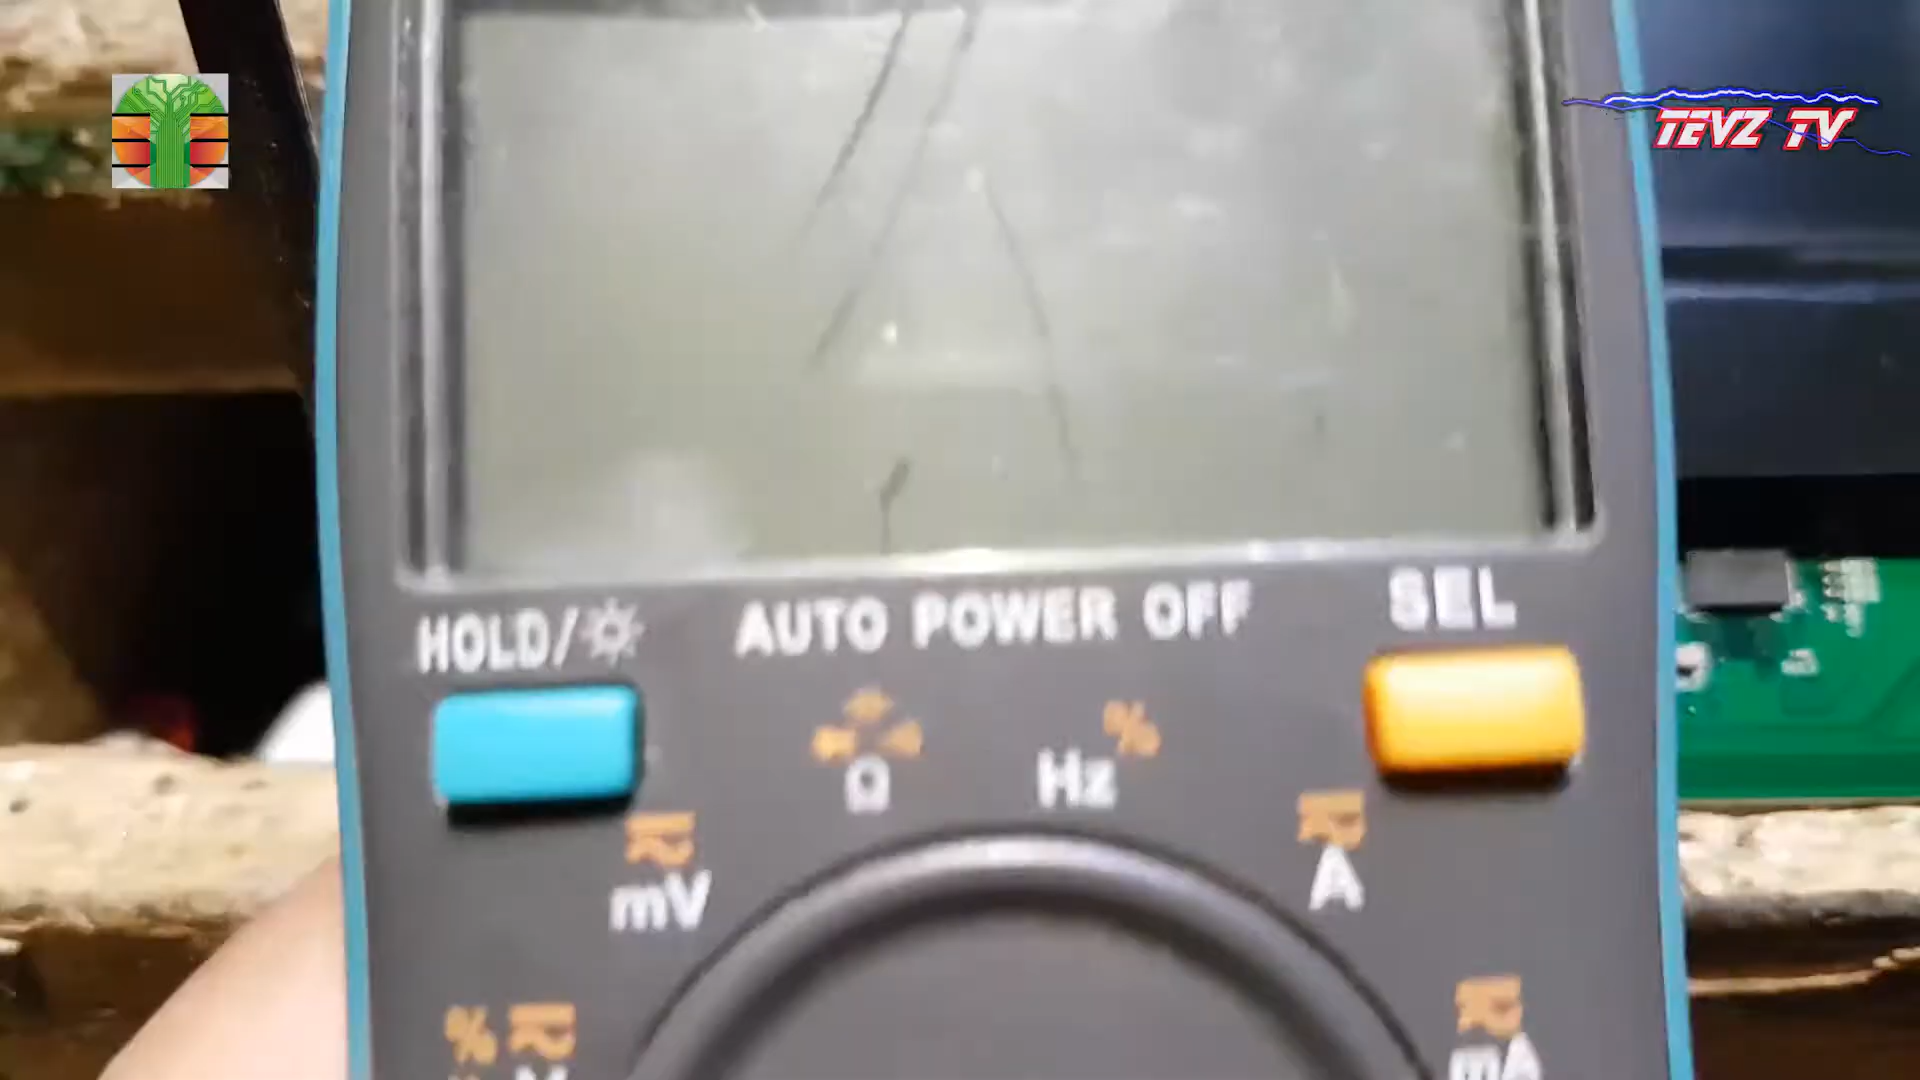 TEVZ TV
HOLD/
AUTO POWER OFF
SEL
%
Ω
Hz
mV
A
%
mA